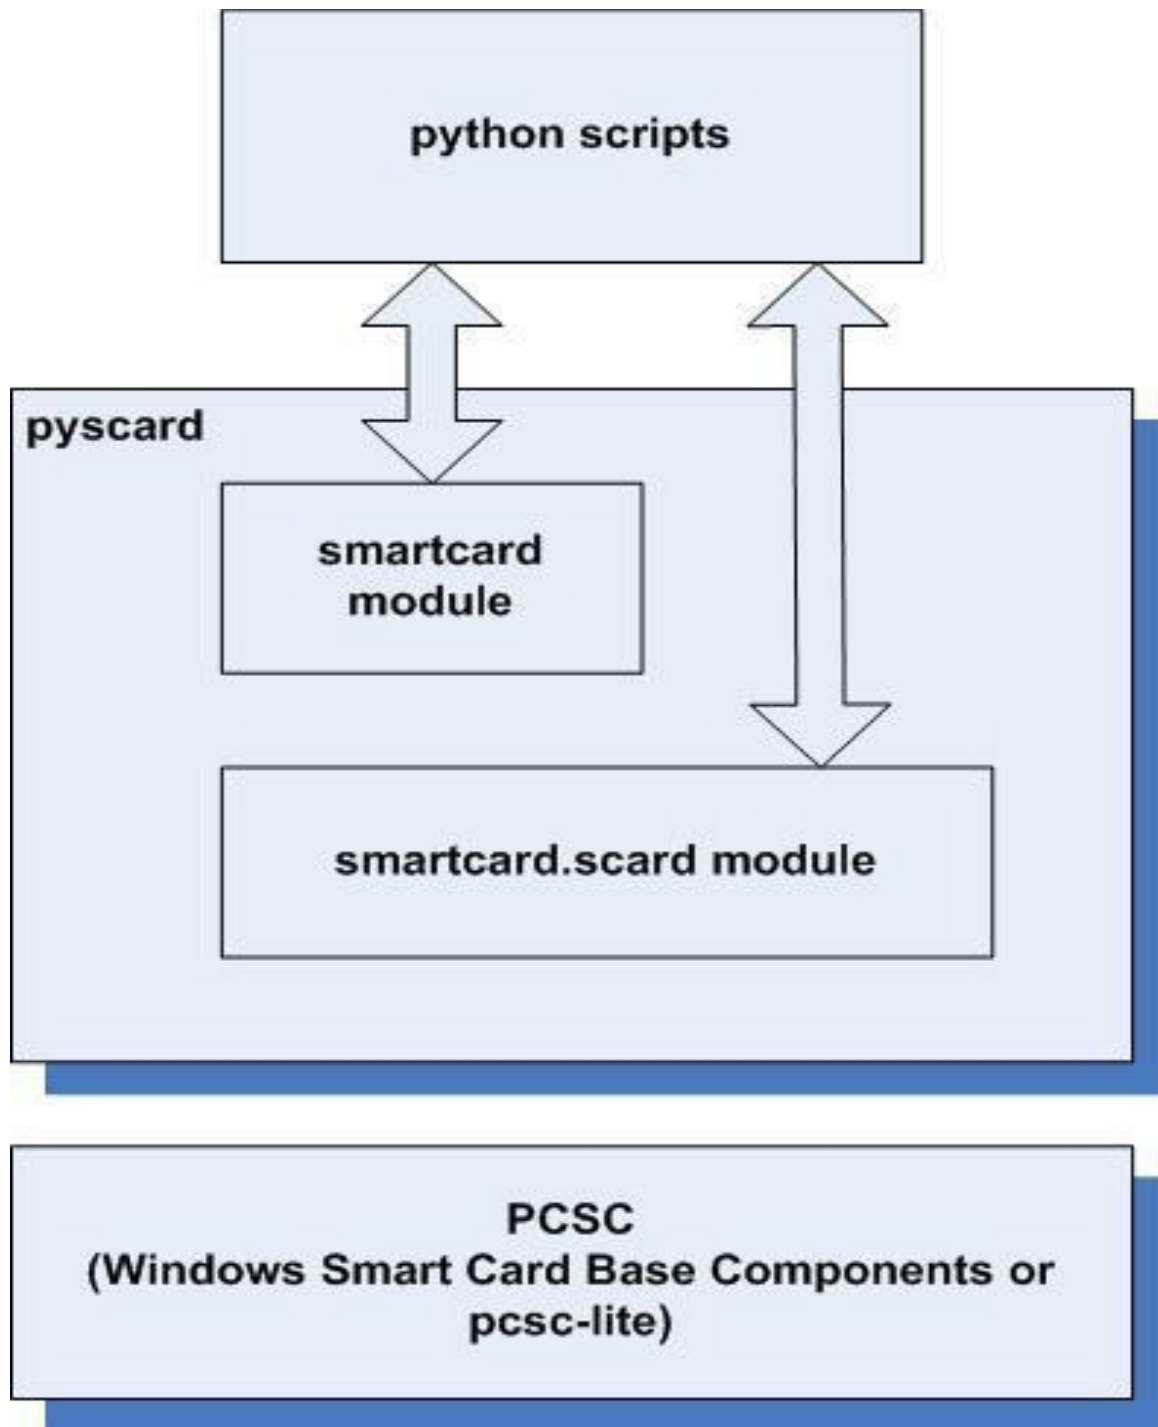 python scripts
pyscard
smartcard
module
smartcard.scard module
PCSC
(Windows Smart Card Base Components or
pcsc-lite)